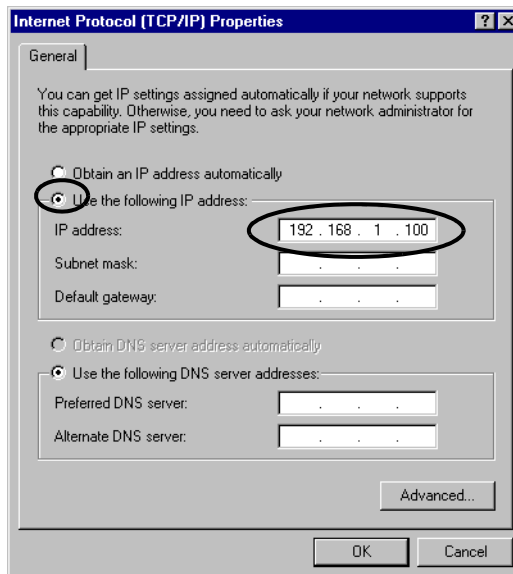 Internet Protocol (TCP/IP) Properties
General
You can get IP settings assigned automatically if your network supports
this capability. Otherwise, you need to ask your network administrator for
the appropriate IP settings.
Obtain an IP address automatically
Use the following IP address:
IP address: 192 . 168 . 1 . 100
Subnet mask: . . .
Default gateway: . . .
Obtain DNS server address automatically
Use the following DNS server addresses:
Preferred DNS server: . . .
Alternate DNS server: . . .
Advanced...
OK Cancel